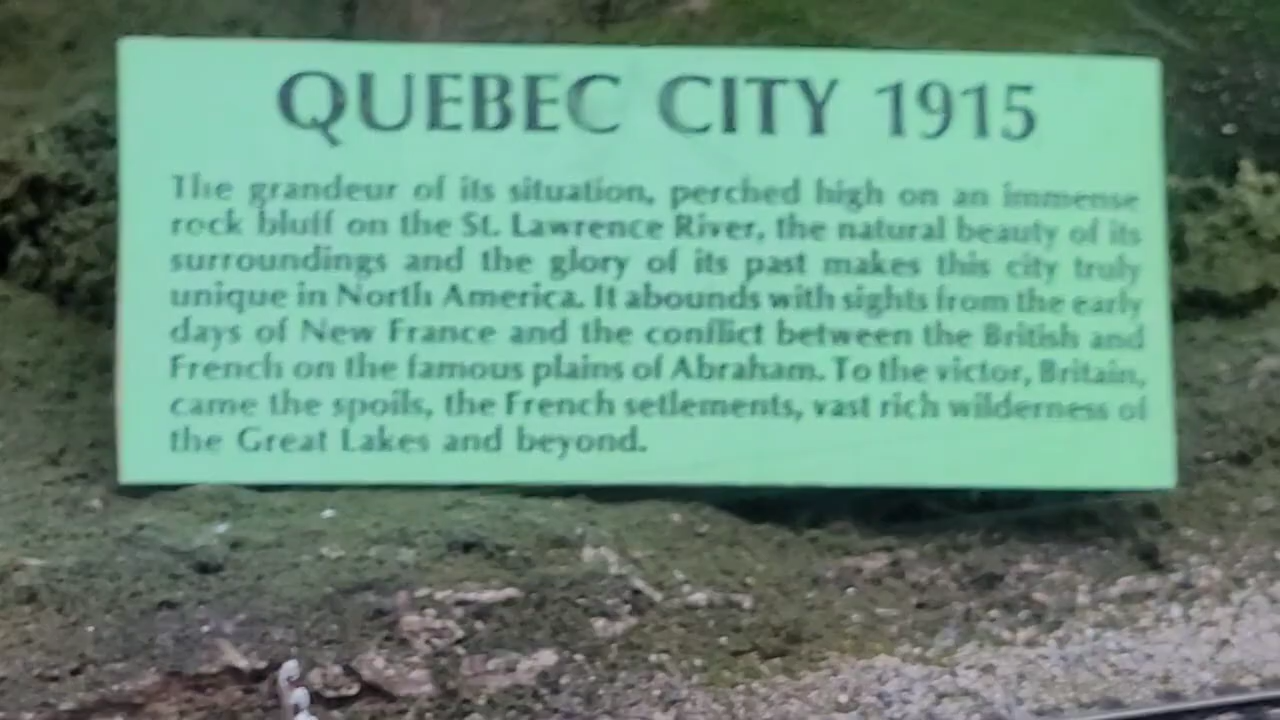 QUEBEC CITY 1915
The grandeur of its situation, perched high on an immense
rock bluff on the St. Lawrence River, the natural beauty of its
surroundings and the glory of its past makes this city truly
unique in North America. It abounds with sights from the early
days of New France and the conflict between the British and
French on the famous plains of Abraham. To the victor, Britain,
came the spoils, the French setlements, vast rich wilderness of
the Great Lakes and beyond.